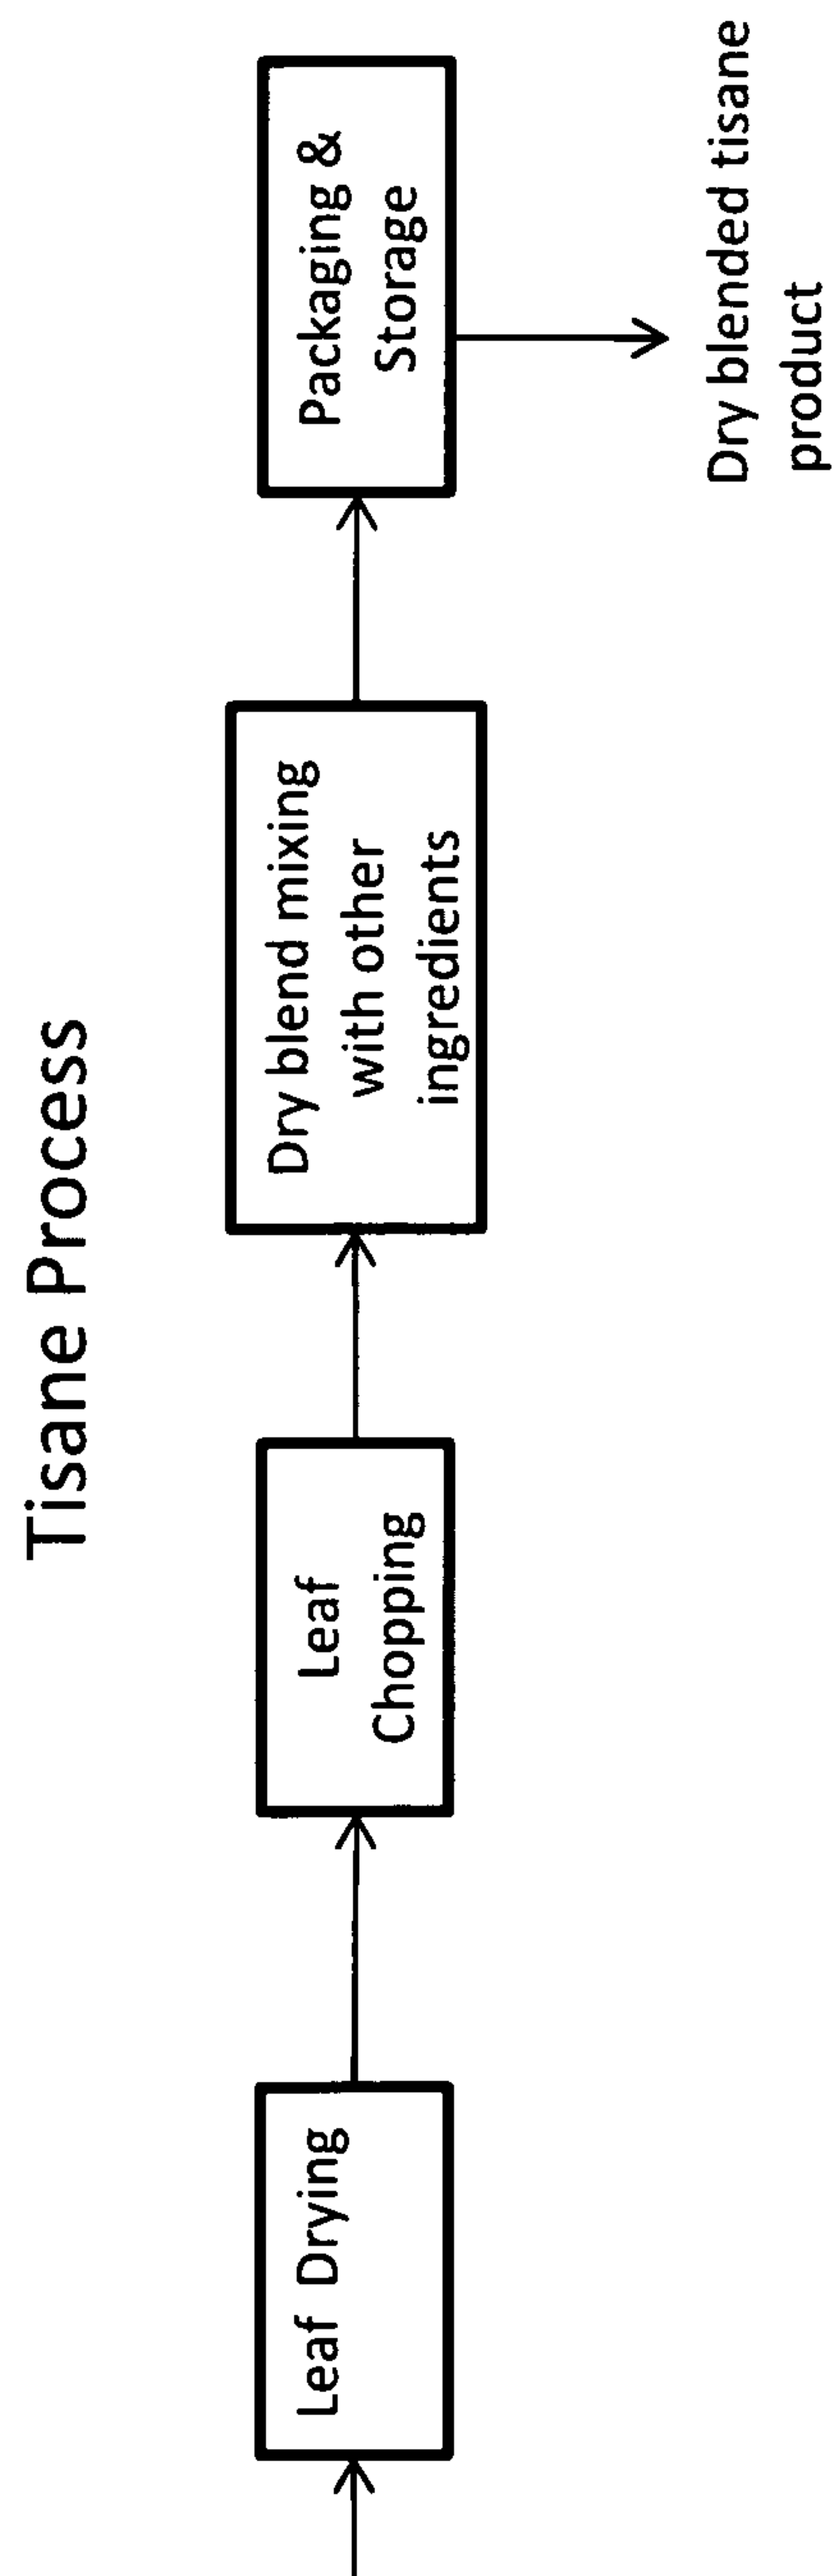 Tisane Process
Leaf Drying
Leaf
Chopping
Dry blend mixing
with other
ingredients
Packaging &
Storage
Dry blended tisane
product